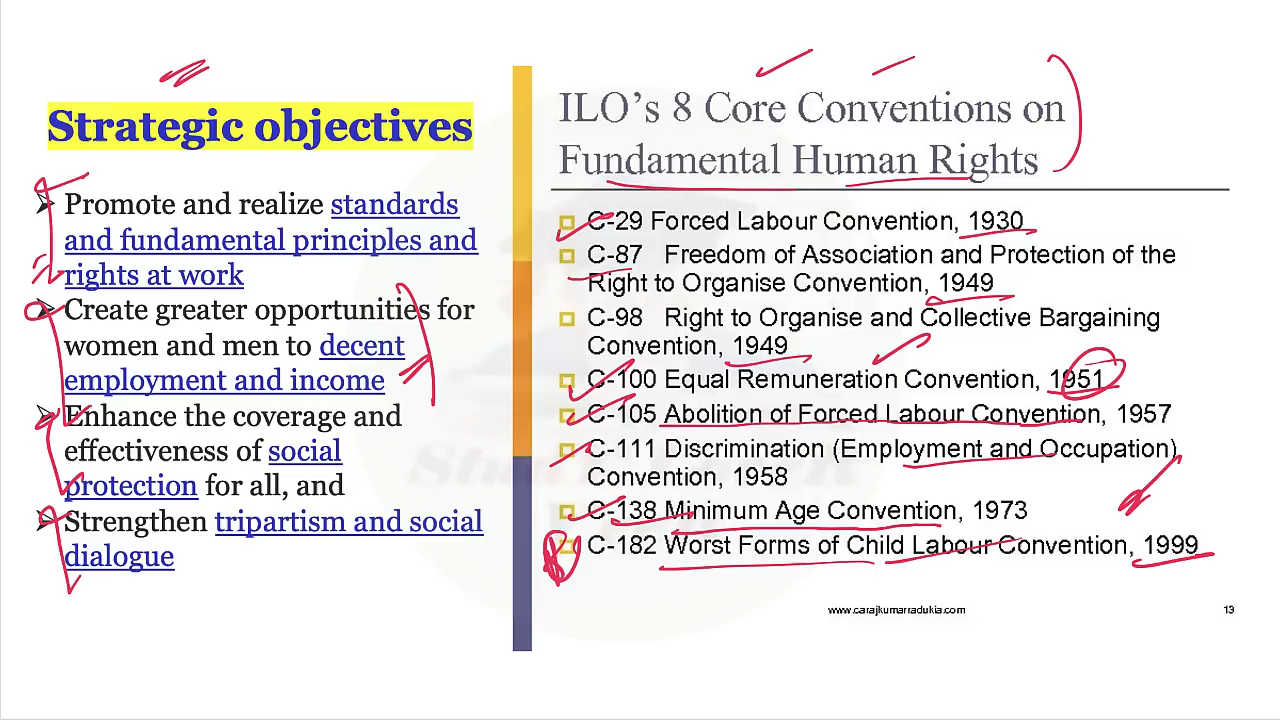 Strategic objectives
Promote and realize standards
and fundamental principles and
rights at work
Create greater opportunities for
women and men to decent
employment and income
Enhance the coverage and
effectiveness of social
protection for all, and
Strengthen tripartism and social
dialogue
ILO's 8 Core Conventions on
Fundamental Human Rights
C-29 Forced Labour Convention, 1930
C-87 Freedom of Association and Protection of the
Right to Organise Convention, 1949
C-98 Right to Organise and Collective Bargaining
Convention, 1949
C-100 Equal Remuneration Convention, 1951
C-105 Abolition of Forced Labour Convention, 1957
C-111 Discrimination (Employment and Occupation)
Convention, 1958
C-138 Minimum Age Convention, 1973
C-182 Worst Forms of Child Labour Convention, 1999
www.carajkumarradukia.com
13